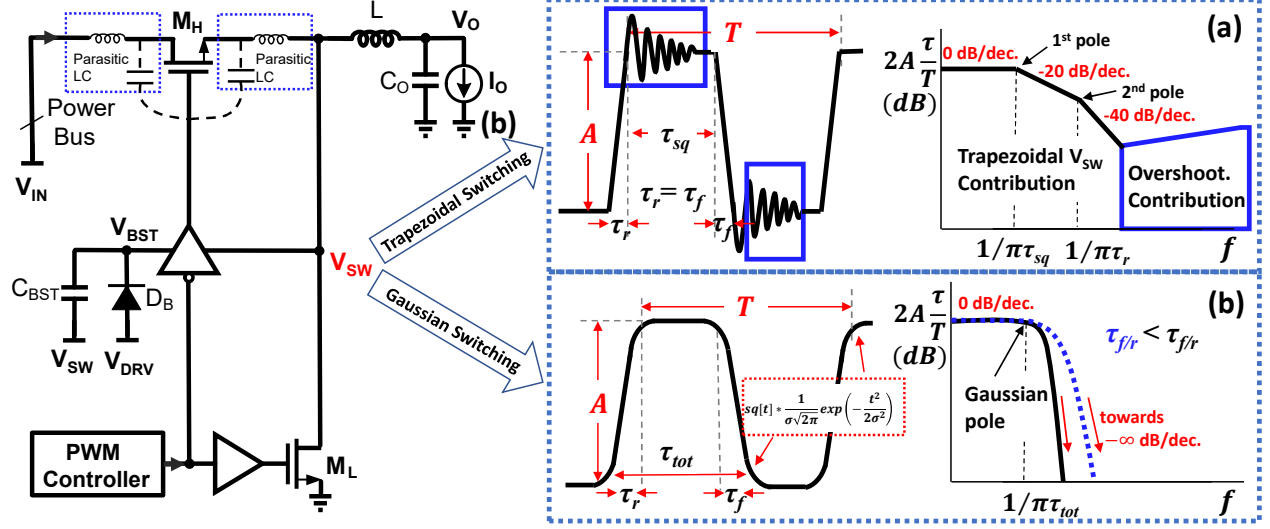 M_H
L
V_O
Parasitic
LC
Parasitic
LC
C_O
I_O
(b)
Power
Bus
V_IN
V_BST
V_SW
C_BST
D_B
V_SW
V_DRV
PWM
Controller
M_L
Trapezoidal Switching
Gaussian Switching
T
A
τ_sq
τ_r = τ_f
τ_r
τ_f
(a)
2A τ/T
(dB)
0 dB/dec.
1st pole
-20 dB/dec.
2nd pole
-40 dB/dec.
Trapezoidal V_SW
Contribution
Overshoot.
Contribution
1/πτ_sq
1/πτ_r
f
T
A
sq[t] * 1/(σ√2π) exp(−t²/2σ²)
τ_tot
τ_r
τ_f
(b)
2A τ/T
(dB)
0 dB/dec.
τ_f/r < τ_f/r
Gaussian
pole
towards
−∞ dB/dec.
1/πτ_tot
f